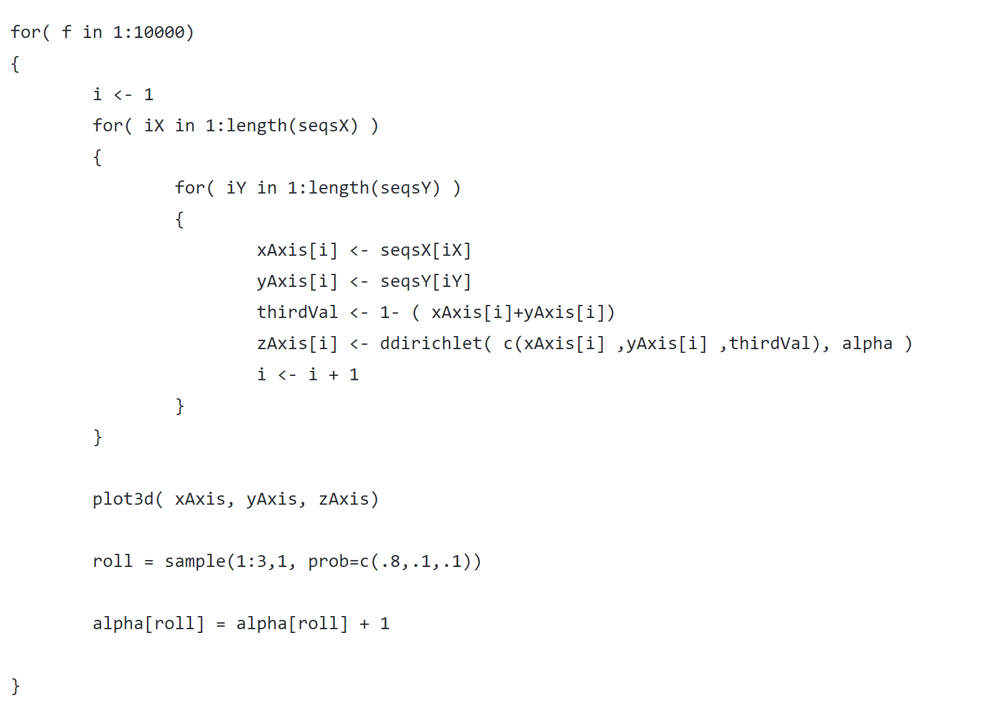 for( f in 1:10000)
{
        i <- 1
        for( iX in 1:length(seqsX) )
        {
                for( iY in 1:length(seqsY) )
                {
                        xAxis[i] <- seqsX[iX]
                        yAxis[i] <- seqsY[iY]
                        thirdVal <- 1- ( xAxis[i]+yAxis[i])
                        zAxis[i] <- ddirichlet( c(xAxis[i] ,yAxis[i] ,thirdVal), alpha )
                        i <- i + 1
                }
        }
        plot3d( xAxis, yAxis, zAxis)
        roll = sample(1:3,1, prob=c(.8,.1,.1))
        alpha[roll] = alpha[roll] + 1
}